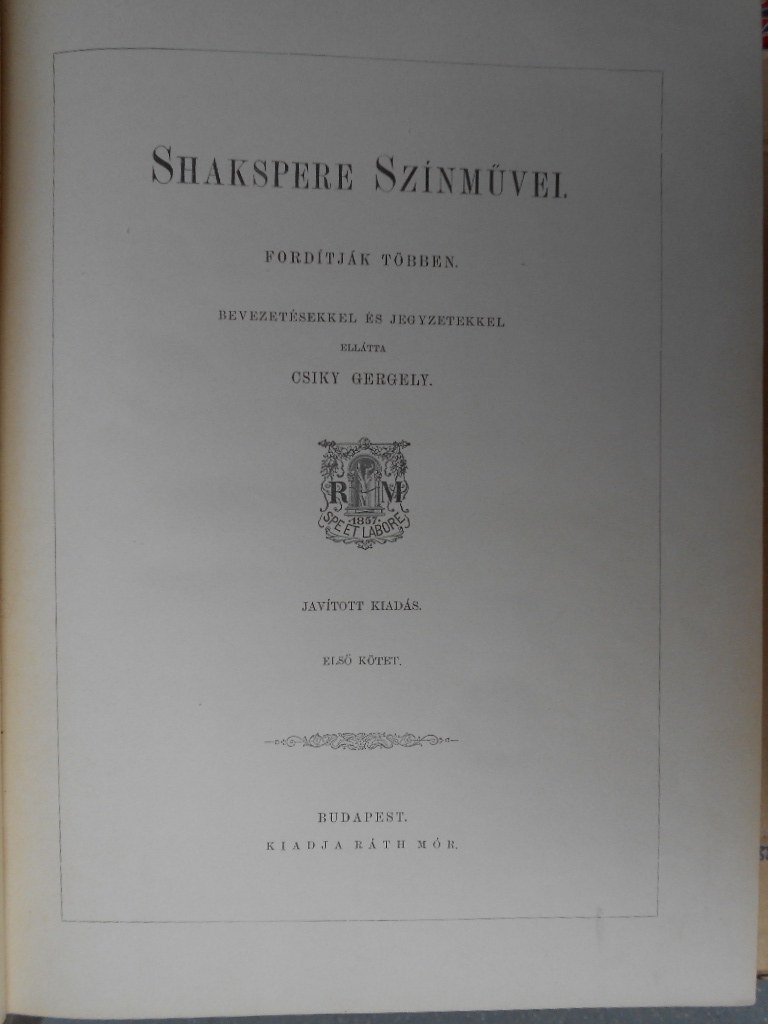 SHAKSPERE SZÍNMŰVEI.
FORDÍTJÁK TÖBBEN.
BEVEZETÉSEKKEL ÉS JEGYZETEKKEL
ELLÁTTA
CSIKY GERGELY.
R M
·1857·
SPE ET LABORE
JAVÍTOTT KIADÁS.
ELSŐ KÖTET.
BUDAPEST.
KIADJA RÁTH MÓR.